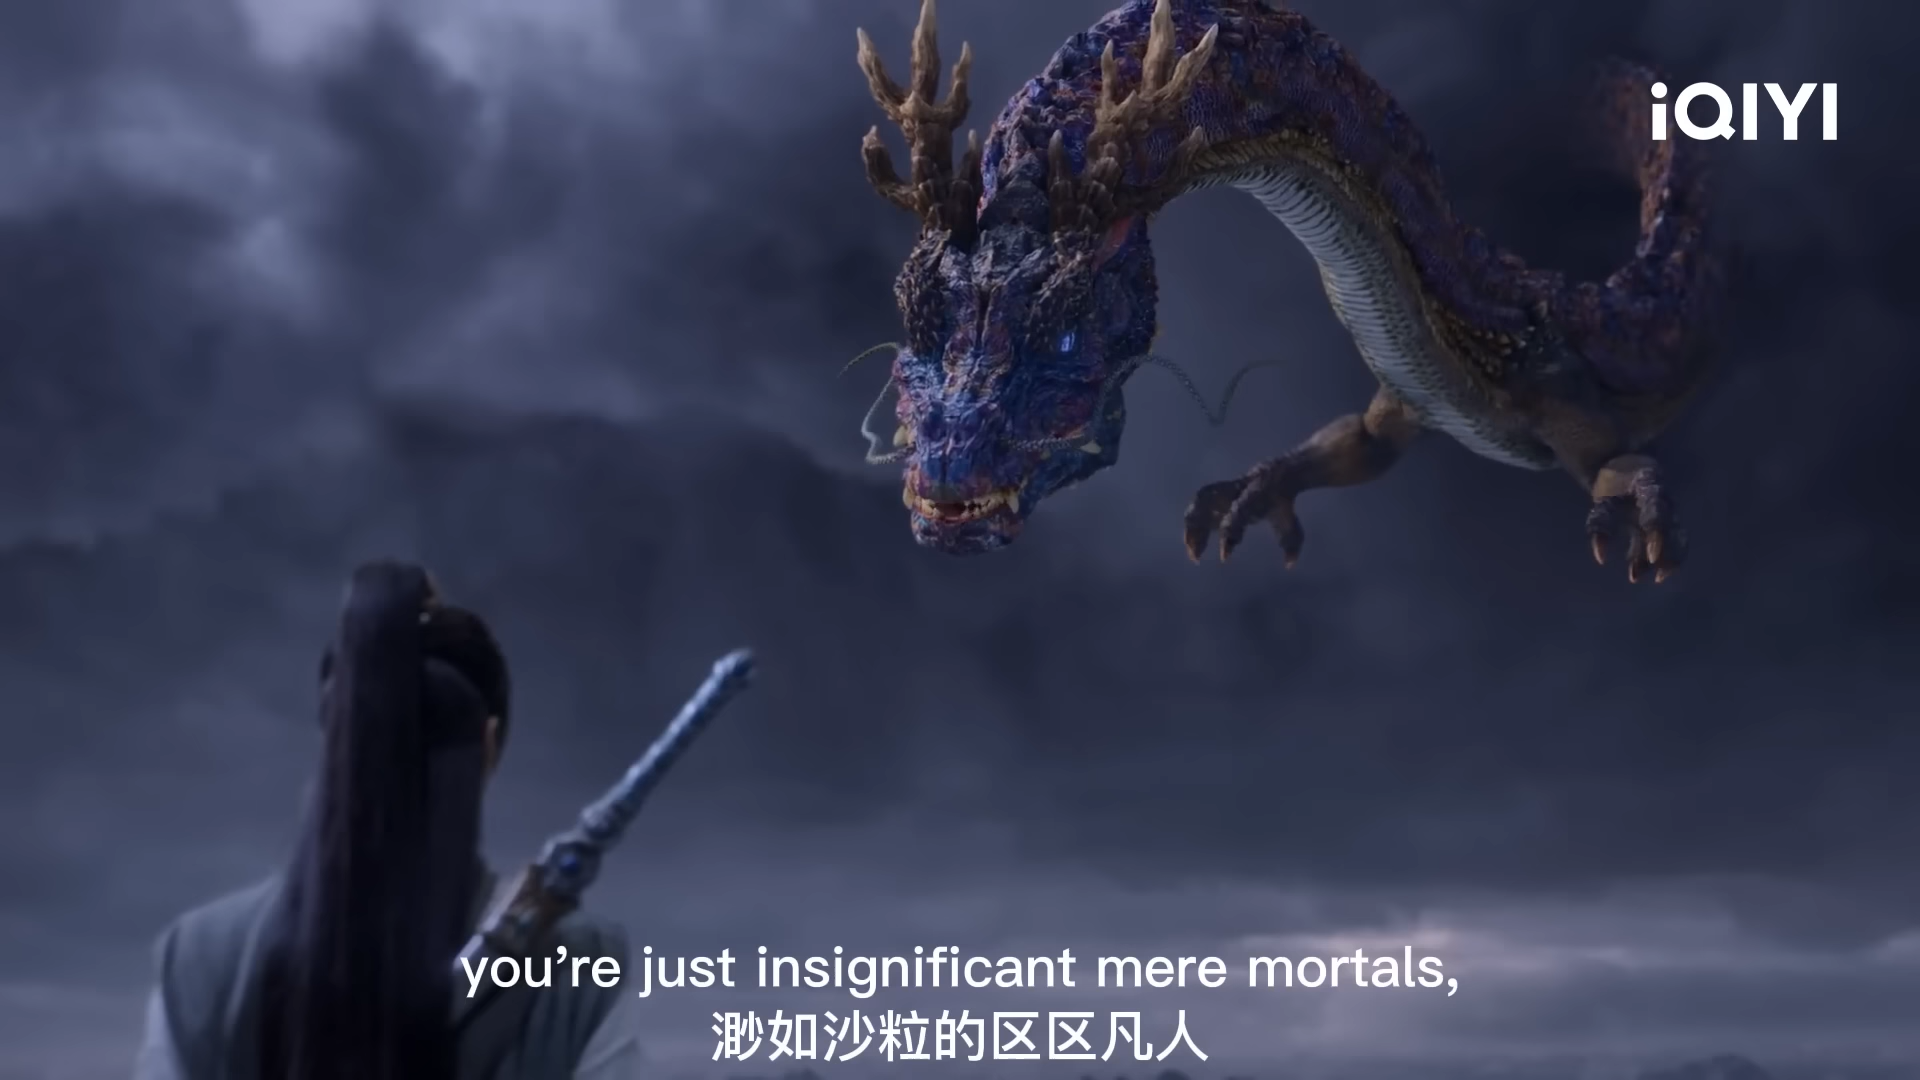 iQIYI
you're just insignificant mere mortals,
渺如沙粒的区区凡人